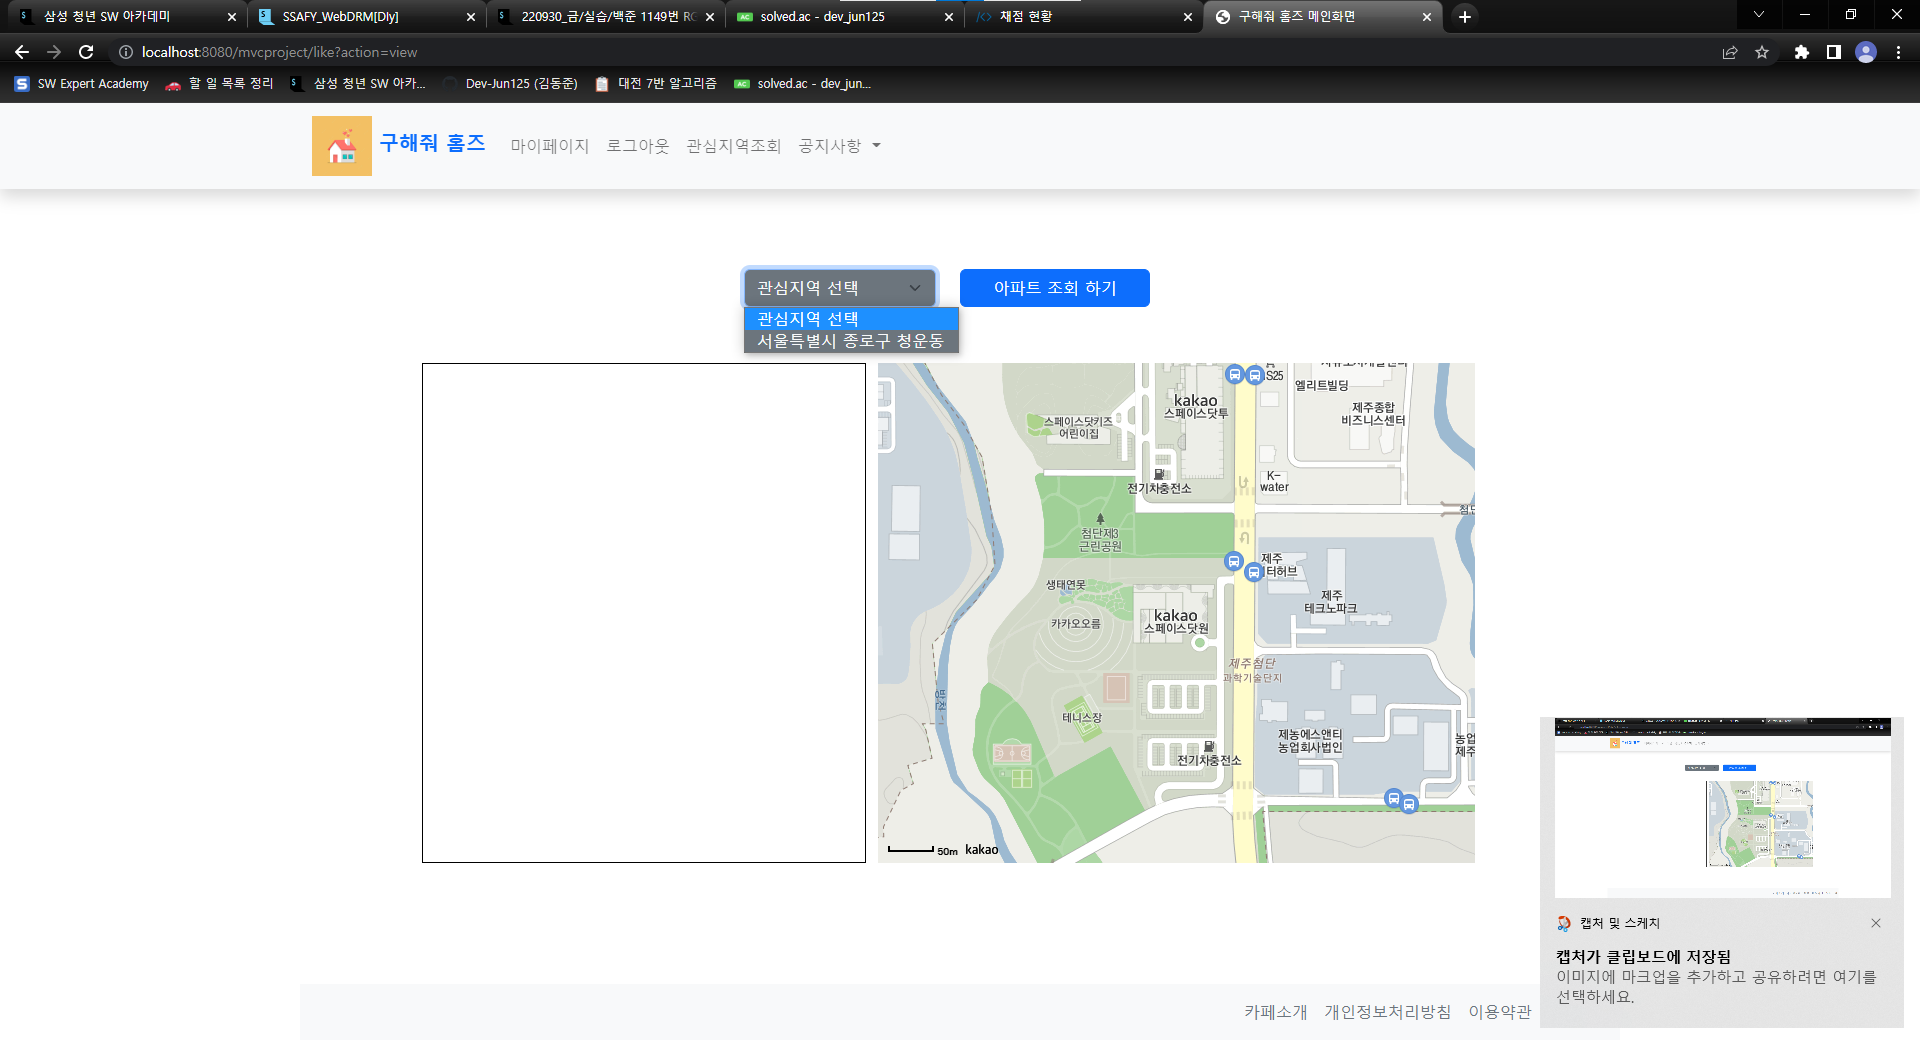 삼성 청년 SW 아카데미
SSAFY_WebDRM[Dly]
220930_금/실습/백준 1149번 RG
solved.ac - dev_jun125
채점 현황
구해줘 홈즈 메인화면
localhost:8080/mvcproject/like?action=view
SW Expert Academy
할 일 목록 정리
삼성 청년 SW 아카...
Dev-Jun125 (김동준)
대전 7반 알고리즘
solved.ac - dev_jun...
구해줘 홈즈
마이페이지
로그아웃
관심지역조회
공지사항
관심지역 선택
아파트 조회 하기
관심지역 선택
서울특별시 종로구 청운동
S25
엘리트빌딩
kakao
스페이스닷투
제주종합
비즈니스센터
스페이스닷키즈
어린이집
K-
water
전기차충전소
첨단
첨단제3
근린공원
제주
터허브
생태연못
제주
테크노파크
kakao
스페이스닷원
카카오오름
제주첨단
과학기술단지
테니스장
제농에스앤티
농업회사법인
농업
제주
전기차충전소
50m
kakao
캡처 및 스케치
캡처가 클립보드에 저장됨
이미지에 마크업을 추가하고 공유하려면 여기를
선택하세요.
카페소개
개인정보처리방침
이용약관